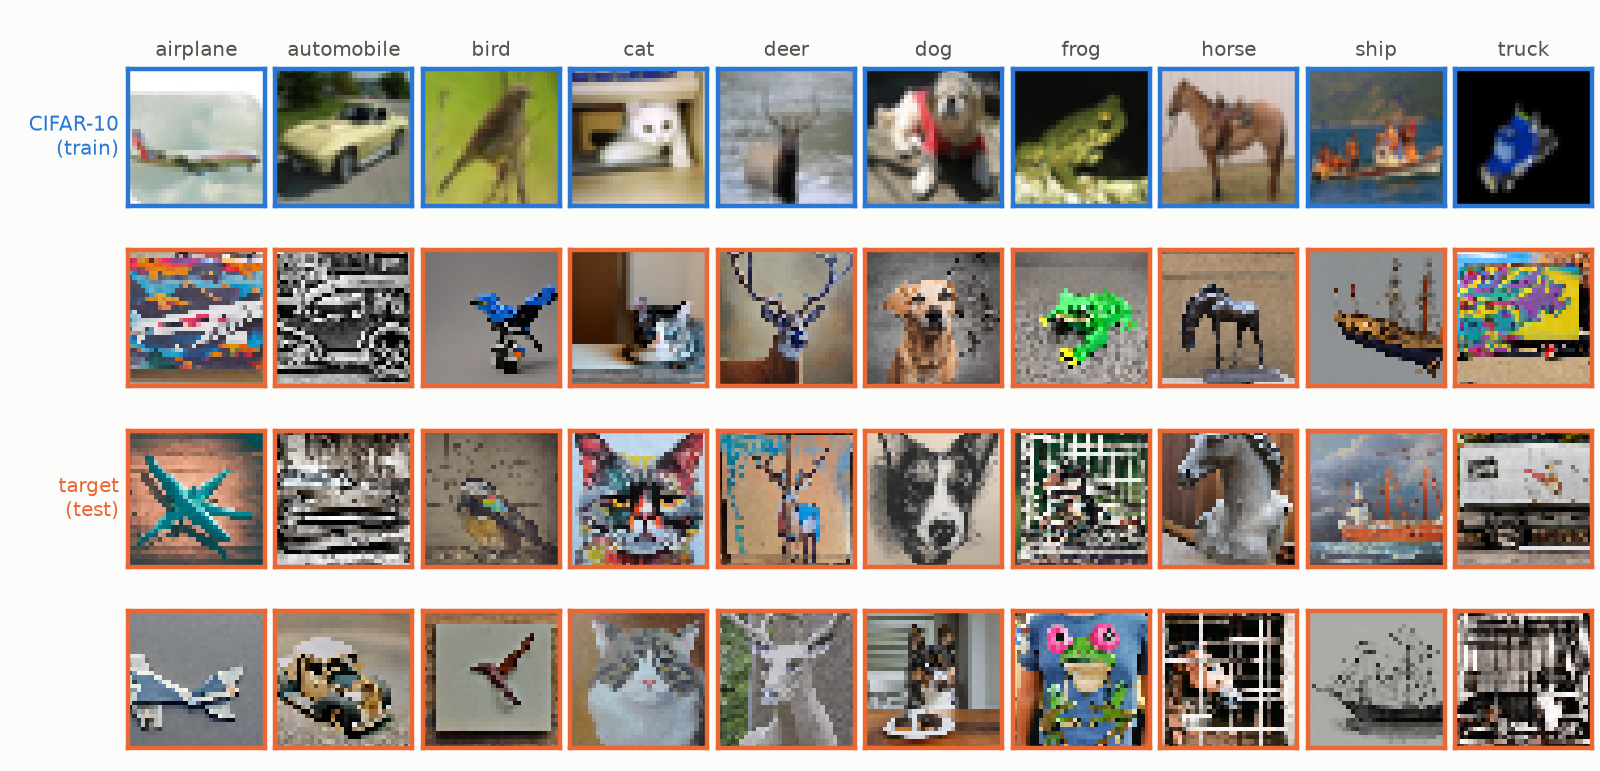 airplane automobile bird cat deer dog frog horse ship truck
CIFAR-10
(train)
target
(test)